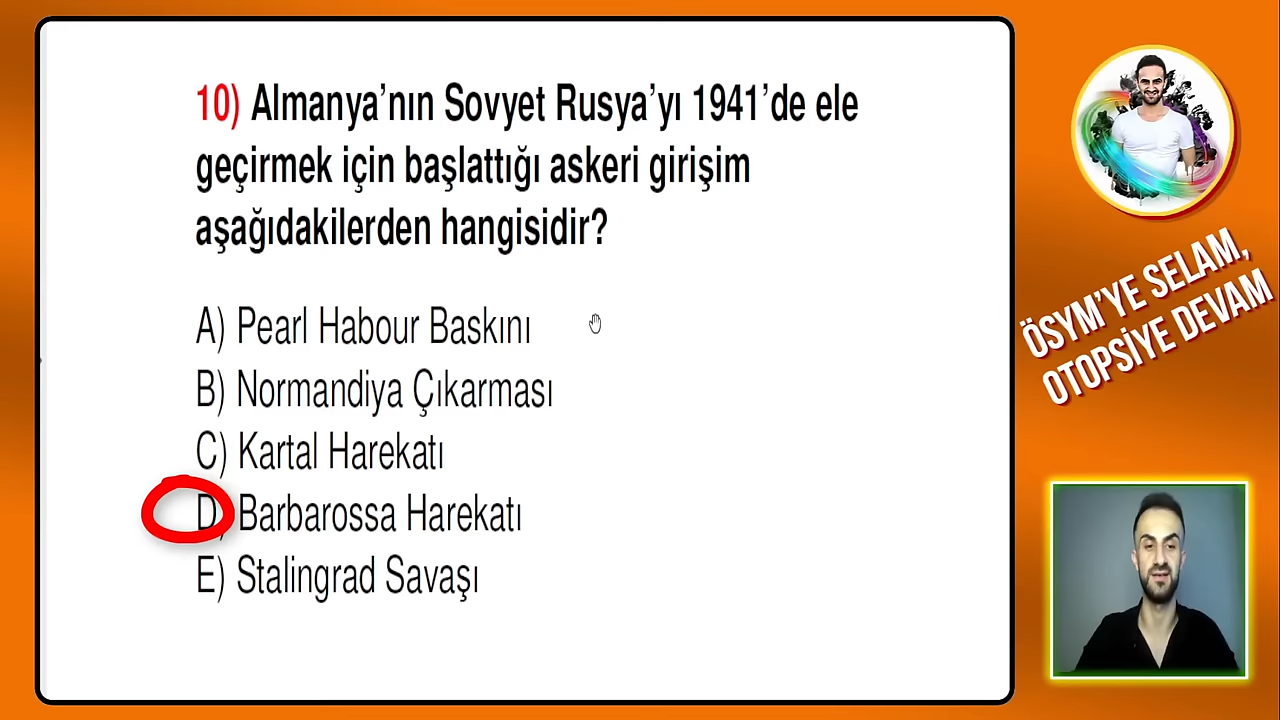 10) Almanya’nın Sovyet Rusya’yı 1941’de ele
geçirmek için başlattığı askeri girişim
aşağıdakilerden hangisidir?
A) Pearl Habour Baskını
B) Normandiya Çıkarması
C) Kartal Harekatı
D) Barbarossa Harekatı
E) Stalingrad Savaşı
ÖSYM’YE SELAM,
OTOPSİYE DEVAM